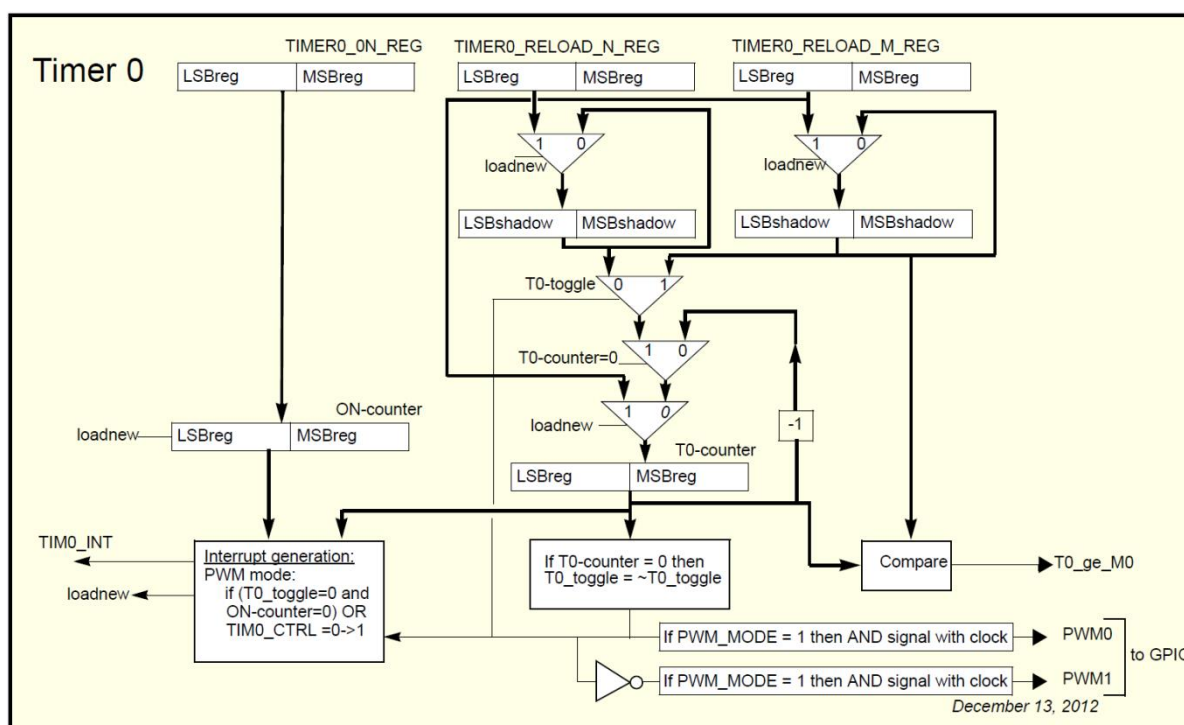 Timer 0
TIMER0_0N_REG
TIMER0_RELOAD_N_REG
TIMER0_RELOAD_M_REG
LSBreg MSBreg
LSBreg MSBreg
LSBreg MSBreg
1 0
loadnew
1 0
loadnew
LSBshadow MSBshadow
LSBshadow MSBshadow
T0-toggle
0 1
T0-counter=0
1 0
loadnew
1 0
-1
ON-counter
loadnew
LSBreg MSBreg
T0-counter
LSBreg MSBreg
TIM0_INT
loadnew
Interrupt generation:
PWM mode:
if (T0_toggle=0 and
ON-counter=0) OR
TIM0_CTRL =0->1
If T0-counter = 0 then
T0_toggle = ~T0_toggle
Compare
T0_ge_M0
If PWM_MODE = 1 then AND signal with clock
PWM0
If PWM_MODE = 1 then AND signal with clock
PWM1
to GPIO
December 13, 2012